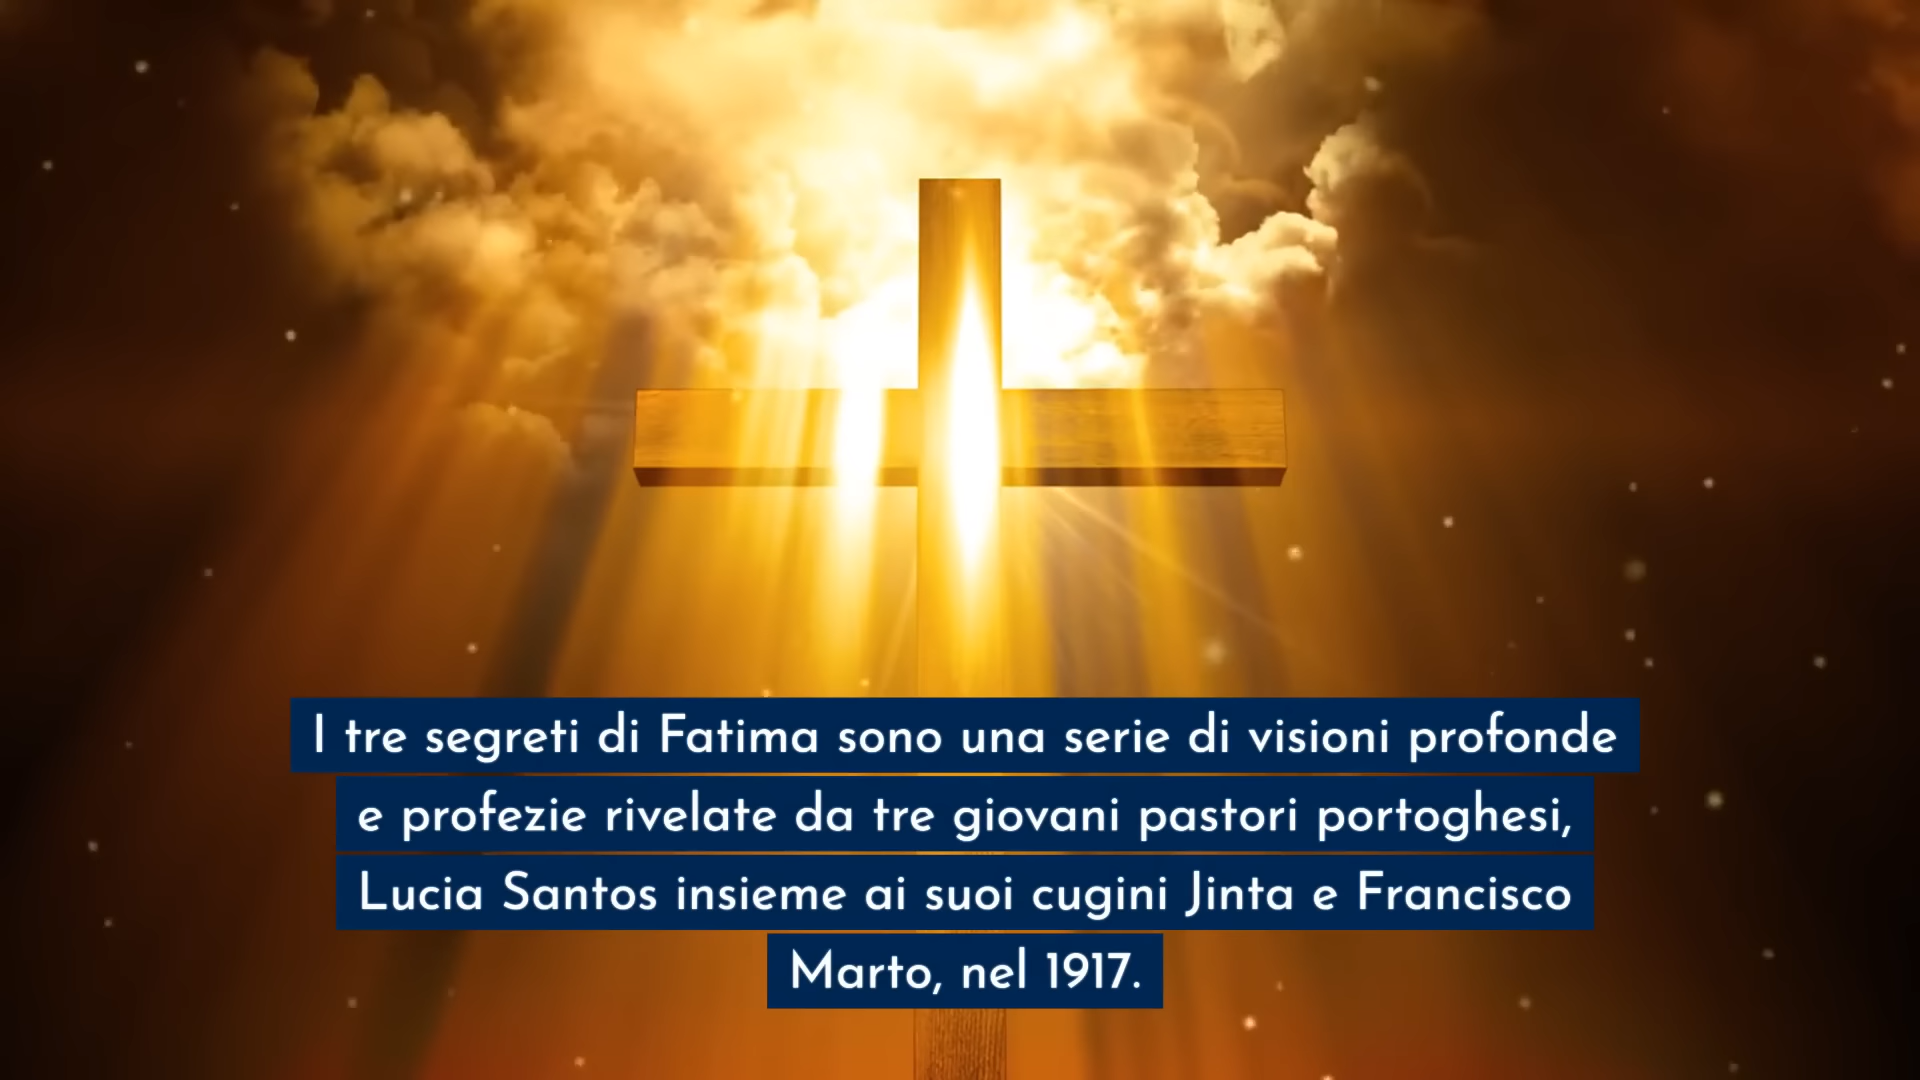 I tre segreti di Fatima sono una serie di visioni profonde
e profezie rivelate da tre giovani pastori portoghesi,
Lucia Santos insieme ai suoi cugini Jinta e Francisco
Marto, nel 1917.